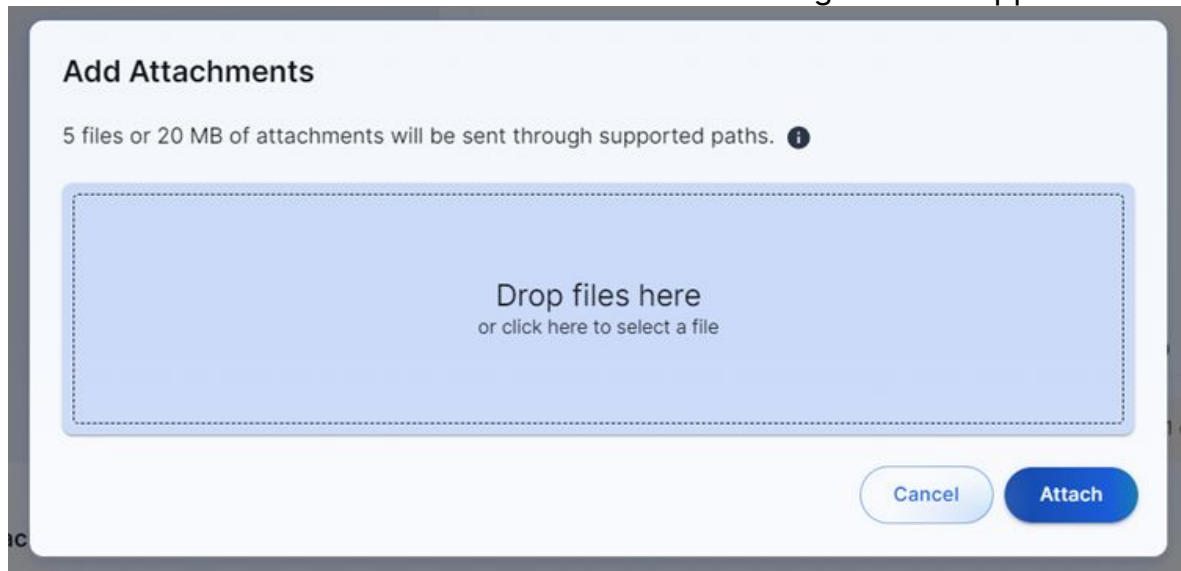 Add Attachments
5 files or 20 MB of attachments will be sent through supported paths.
Drop files here
or click here to select a file
Cancel
Attach